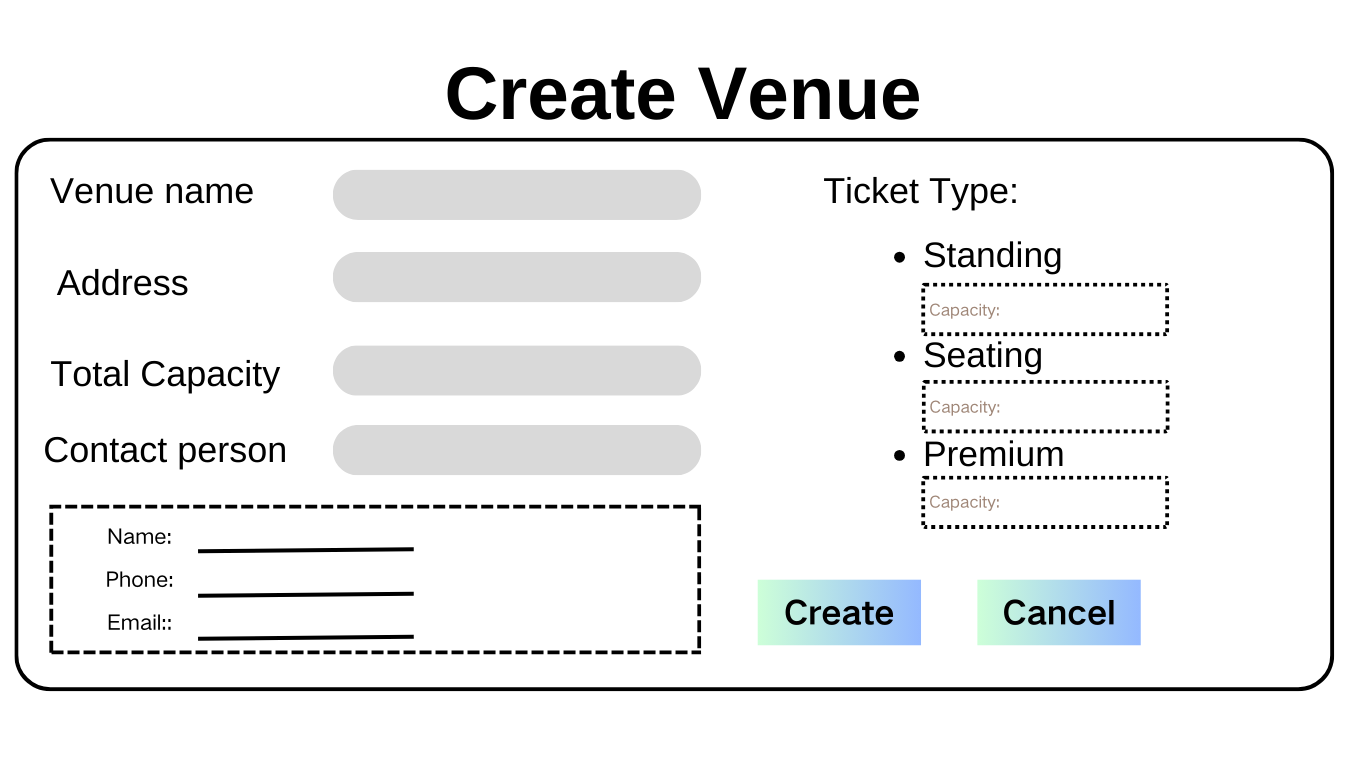 Create Venue
Venue name
Address
Total Capacity
Contact person
Name:
Phone:
Email::
Ticket Type:
• Standing
Capacity:
• Seating
Capacity:
• Premium
Capacity:
Create
Cancel